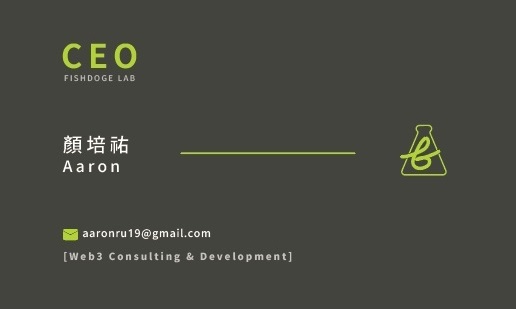 CEO
FISHDOGE LAB
顏培祐
Aaron
aaronru19@gmail.com
[Web3 Consulting & Development]